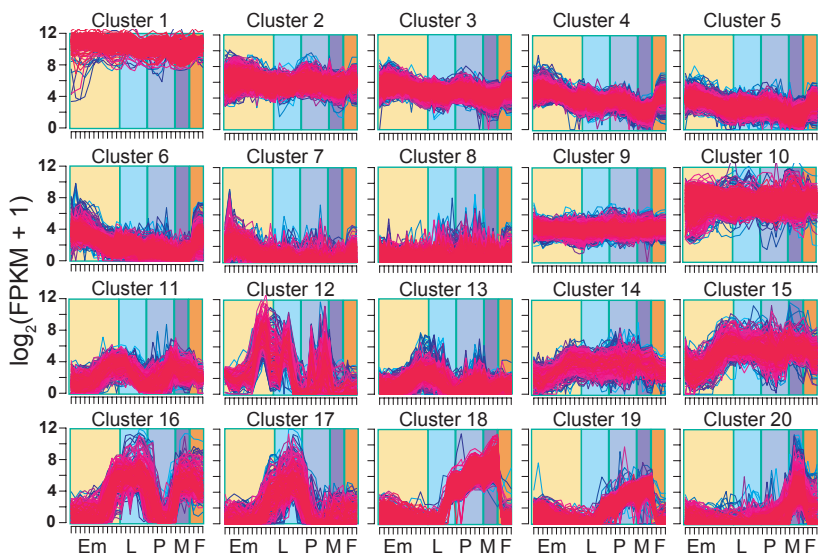 Cluster 1 Cluster 2 Cluster 3 Cluster 4 Cluster 5
12
8
4
0
Cluster 6 Cluster 7 Cluster 8 Cluster 9 Cluster 10
12
8
4
0
Cluster 11 Cluster 12 Cluster 13 Cluster 14 Cluster 15
12
8
4
0
Cluster 16 Cluster 17 Cluster 18 Cluster 19 Cluster 20
12
8
4
0
log2(FPKM + 1)
Em L P M F Em L P M F Em L P M F Em L P M F Em L P M F